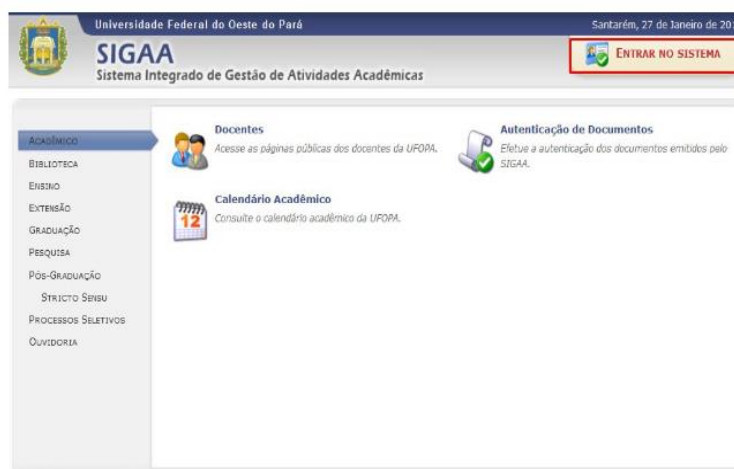 Universidade Federal do Oeste do Pará
Santarém, 27 de Janeiro de 20
SIGAA
Sistema Integrado de Gestão de Atividades Acadêmicas
ENTRAR NO SISTEMA
ACADÊMICO
BIBLIOTECA
ENSINO
EXTENSÃO
GRADUAÇÃO
PESQUISA
PÓS-GRADUAÇÃO
STRICTO SENSU
PROCESSOS SELETIVOS
OUVIDORIA
Docentes
Acesse as páginas públicas dos docentes da UFOPA.
Autenticação de Documentos
Efetue a autenticação dos documentos emitidos pelo
SIGAA.
Calendário Acadêmico
12
Consulte o calendário acadêmico da UFOPA.